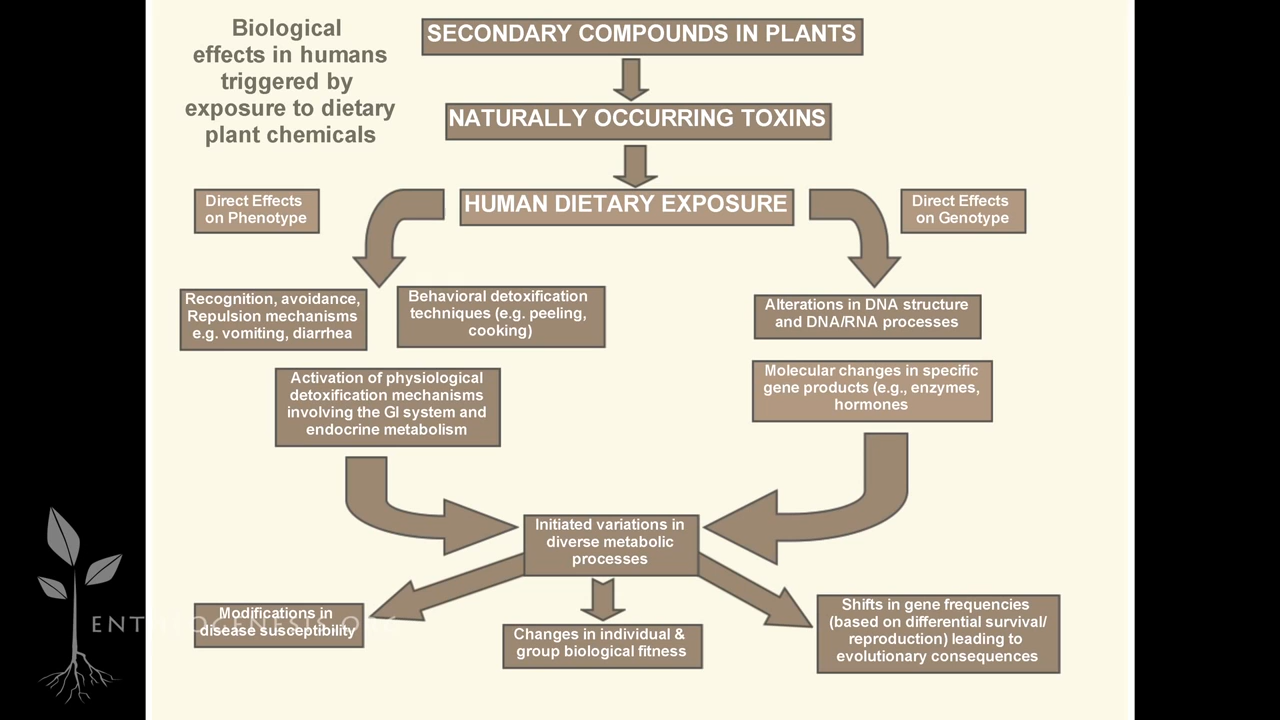 Biological
effects in humans
triggered by
exposure to dietary
plant chemicals
SECONDARY COMPOUNDS IN PLANTS
NATURALLY OCCURRING TOXINS
HUMAN DIETARY EXPOSURE
Direct Effects
on Phenotype
Direct Effects
on Genotype
Recognition, avoidance,
Repulsion mechanisms
e.g. vomiting, diarrhea
Behavioral detoxification
techniques (e.g. peeling,
cooking)
Alterations in DNA structure
and DNA/RNA processes
Activation of physiological
detoxification mechanisms
involving the GI system and
endocrine metabolism
Molecular changes in specific
gene products (e.g., enzymes,
hormones
Initiated variations in
diverse metabolic
processes
Modifications in
disease susceptibility
Changes in individual &
group biological fitness
Shifts in gene frequencies
(based on differential survival/
reproduction) leading to
evolutionary consequences
ENTHEOGENESIS.ORG